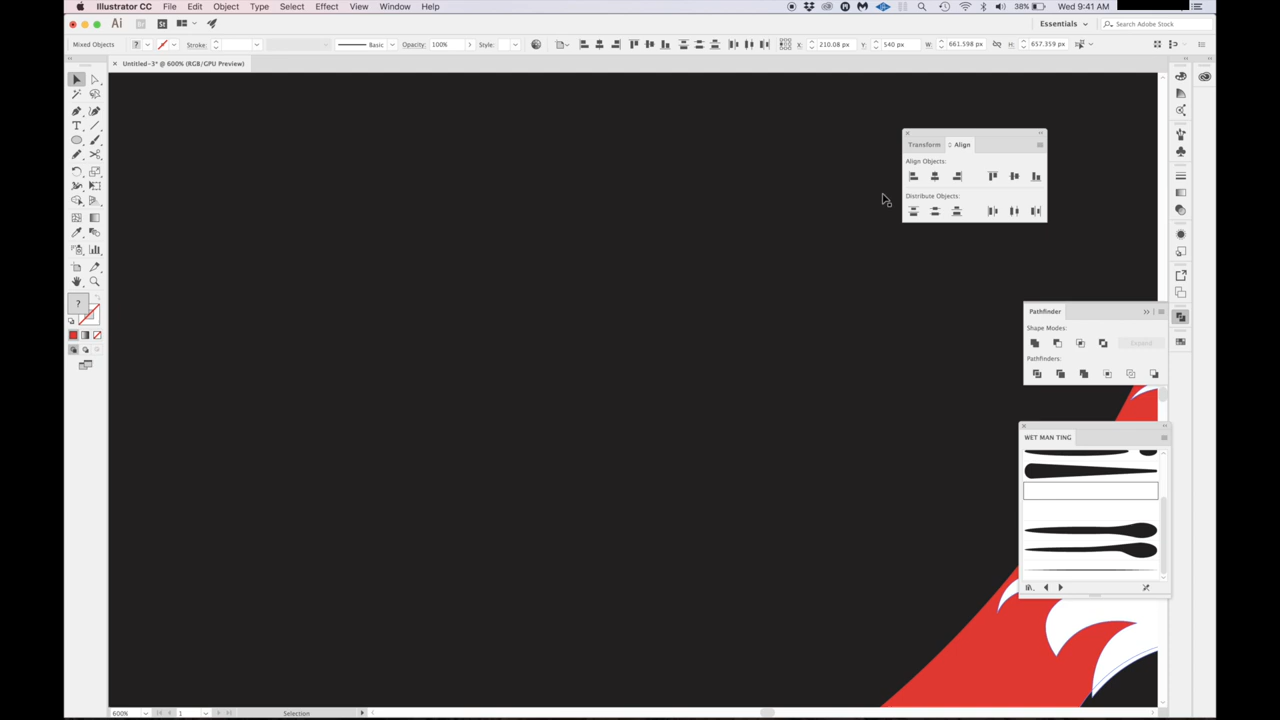 Illustrator CC File Edit Object Type Select Effect View Window Help 38% Wed 9:41 AM
Ai Br St Essentials Search Adobe Stock
Mixed Objects ? Stroke: Basic Opacity: 100% Style: X: 210.08 px Y: 540 px W: 661.598 px H: 657.359 px
× Untitled-3* @ 600% (RGB/GPU Preview)
Transform Align
Align Objects:
Distribute Objects:
?
Pathfinder
Shape Modes:
Expand
Pathfinders:
WET MAN TING
600% 1 Selection